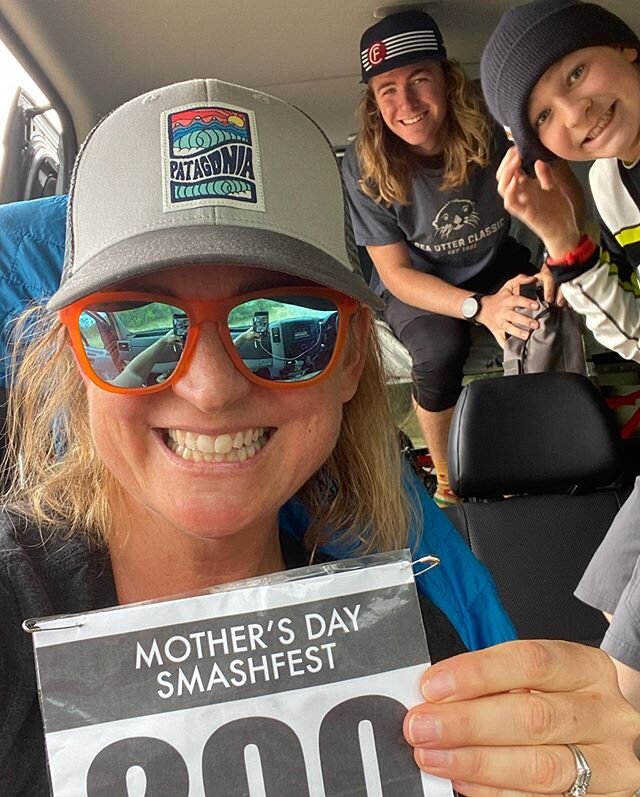 PATAGONIA
SEA OTTER CLASSIC
MOTHER'S DAY
SMASHFEST